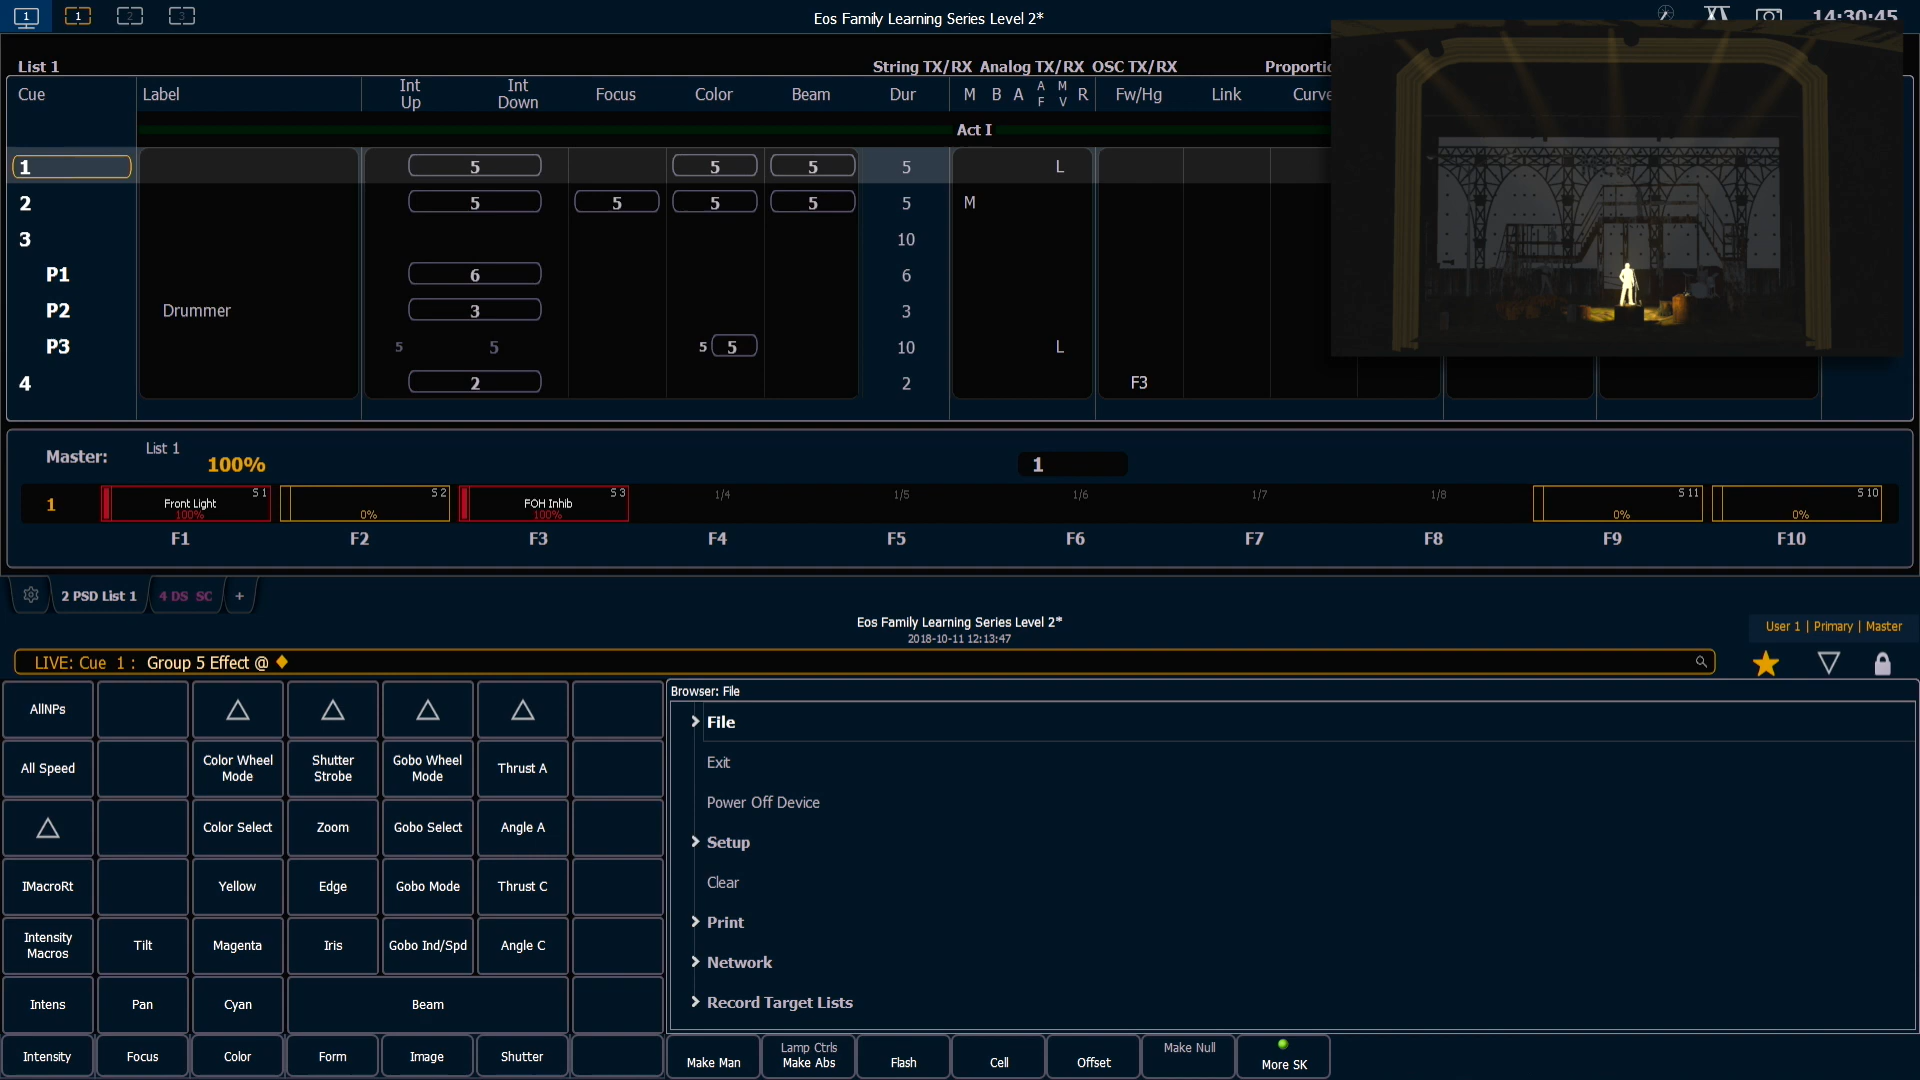 1 1 2 3 Eos Family Learning Series Level 2* 14:30:45
List 1 String TX/RX Analog TX/RX OSC TX/RX
Cue Label Int Up Int Down Focus Color Beam Dur M B A AF MV R Fw/Hg Link Curve
Act I
1 5 5 5 5 L
2 5 5 5 5 5 M
3 10
P1 6 6
P2 Drummer 3 3
P3 5 5 5 5 10 L
4 2 2 F3
Master: List 1 100% 1
1 Front Light S 1 100% S 2 0% FOH Inhib S 3 100% 1/4 1/5 1/6 1/7 1/8 S 11 0% S 10 0%
F1 F2 F3 F4 F5 F6 F7 F8 F9 F10
2 PSD List 1 4 DS SC +
Eos Family Learning Series Level 2*
2018-10-11 12:13:47
User 1 | Primary | Master
LIVE: Cue 1 : Group 5 Effect @
AllNPs
All Speed Color Wheel Mode Shutter Strobe Gobo Wheel Mode Thrust A
Color Select Zoom Gobo Select Angle A
IMacroRt Yellow Edge Gobo Mode Thrust C
Intensity Macros Tilt Magenta Iris Gobo Ind/Spd Angle C
Intens Pan Cyan Beam
Intensity Focus Color Form Image Shutter
Browser: File
File
Exit
Power Off Device
Setup
Clear
Print
Network
Record Target Lists
Make Man Lamp Ctrls Make Abs Flash Cell Offset Make Null More SK